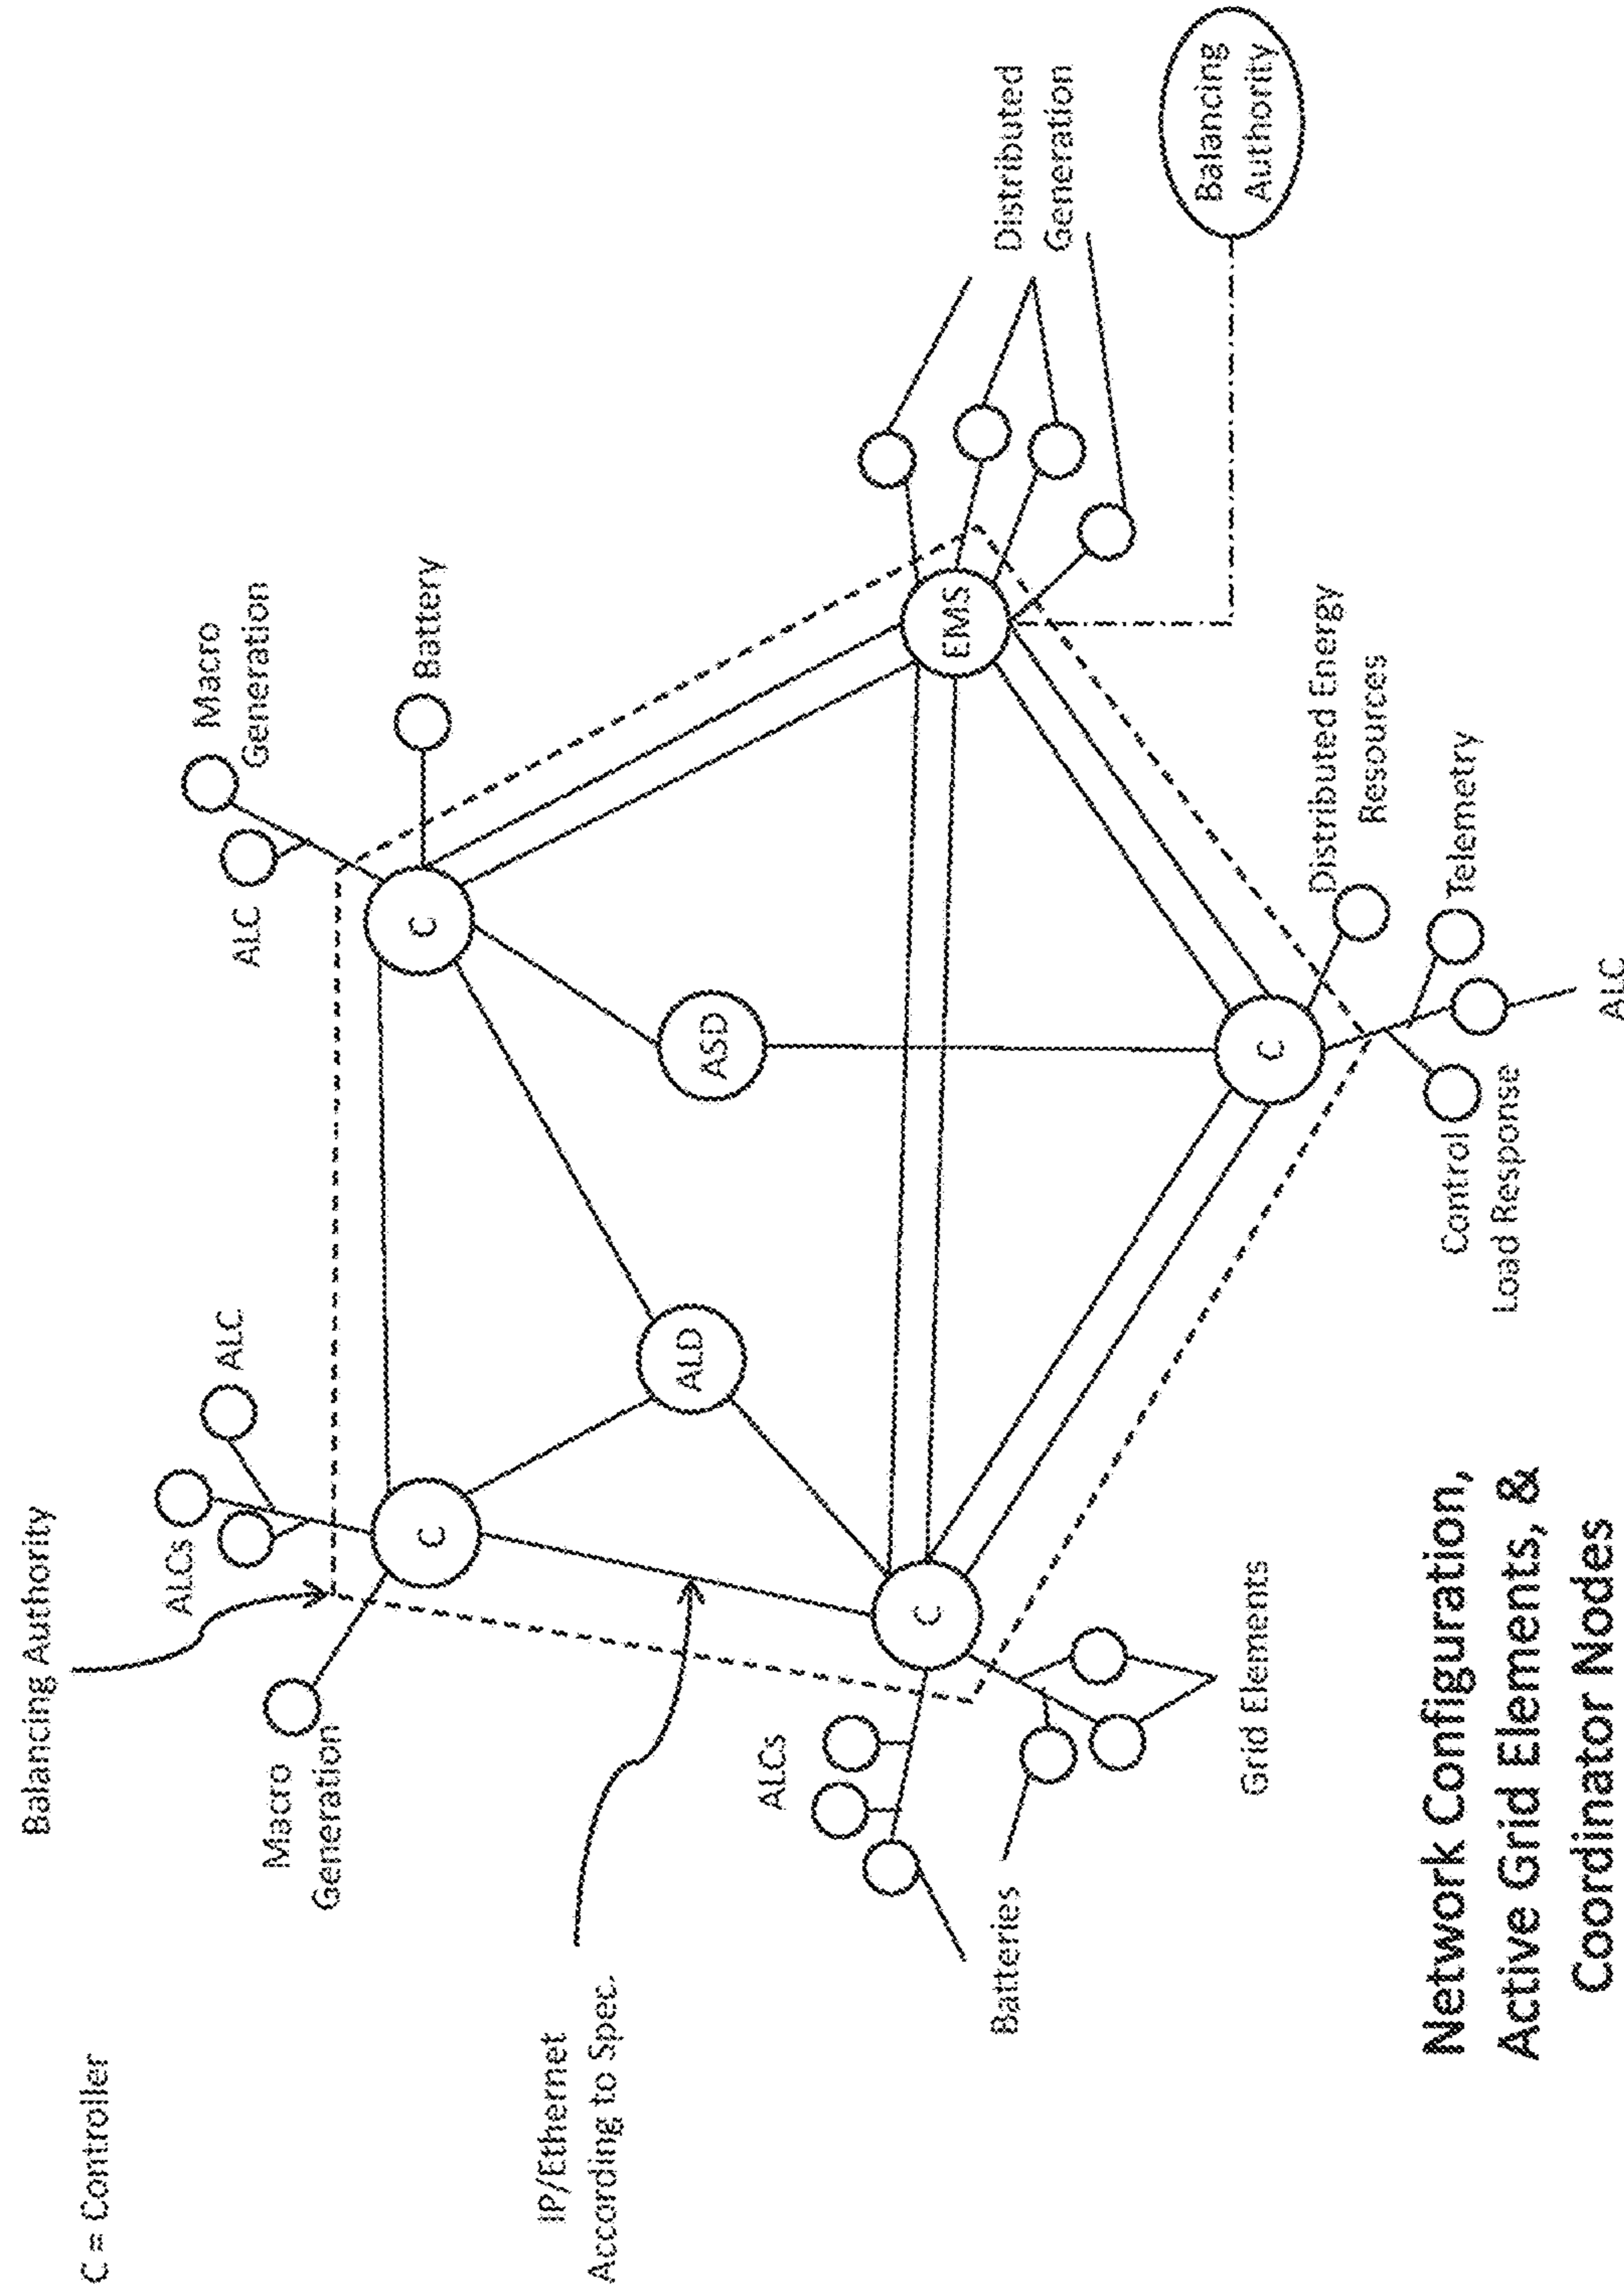 C = Controller
Balancing Authority
IP/Ethernet
According to Spec.
Macro
Generation
ALCs
ALC
ALC
Macro
Generation
Battery
C
C
ALD
ASD
ALCs
Batteries
C
EMS
Distributed
Generation
Grid Elements
C
Balancing
Authority
Distributed Energy
Resources
Telemetry
Control
Load Response
ALC
Network Configuration,
Active Grid Elements, &
Coordinator Nodes